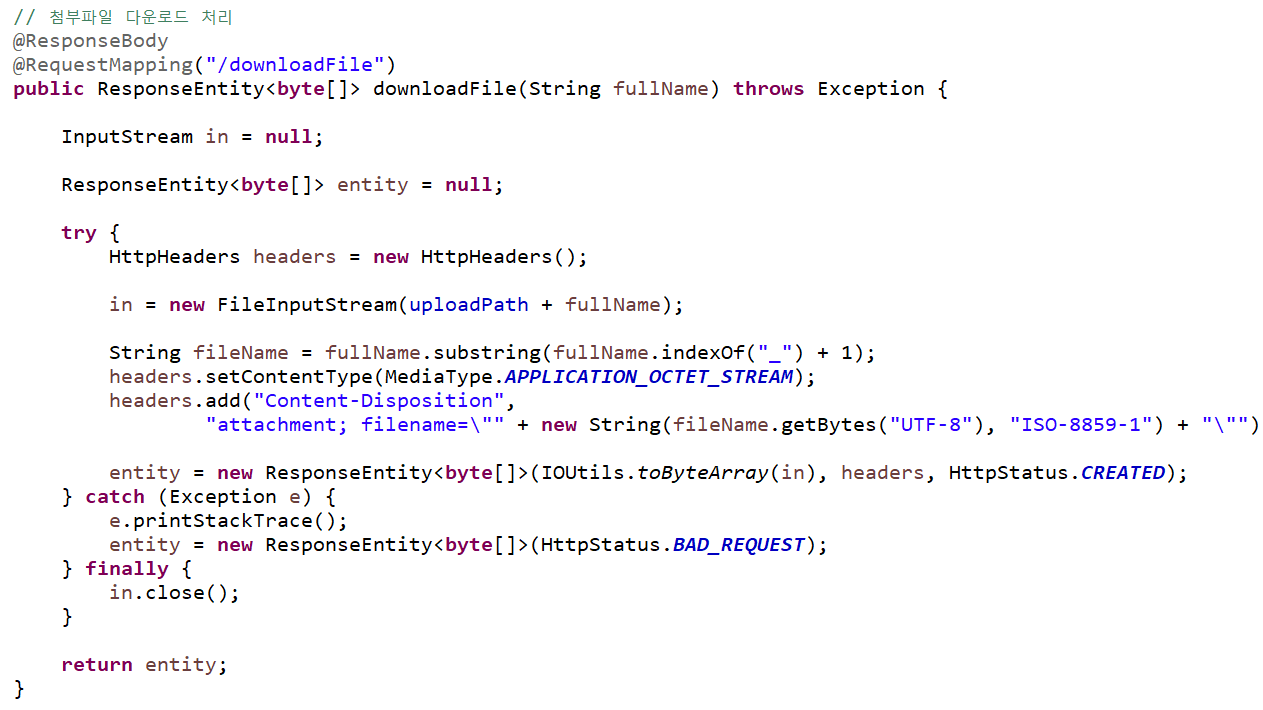 // 첨부파일 다운로드 처리
@ResponseBody
@RequestMapping("/downloadFile")
public ResponseEntity<byte[]> downloadFile(String fullName) throws Exception {
InputStream in = null;
ResponseEntity<byte[]> entity = null;
try {
HttpHeaders headers = new HttpHeaders();
in = new FileInputStream(uploadPath + fullName);
String fileName = fullName.substring(fullName.indexOf("_") + 1);
headers.setContentType(MediaType.APPLICATION_OCTET_STREAM);
headers.add("Content-Disposition",
"attachment; filename=\"" + new String(fileName.getBytes("UTF-8"), "ISO-8859-1") + "\"")
entity = new ResponseEntity<byte[]>(IOUtils.toByteArray(in), headers, HttpStatus.CREATED);
} catch (Exception e) {
e.printStackTrace();
entity = new ResponseEntity<byte[]>(HttpStatus.BAD_REQUEST);
} finally {
in.close();
}
return entity;
}